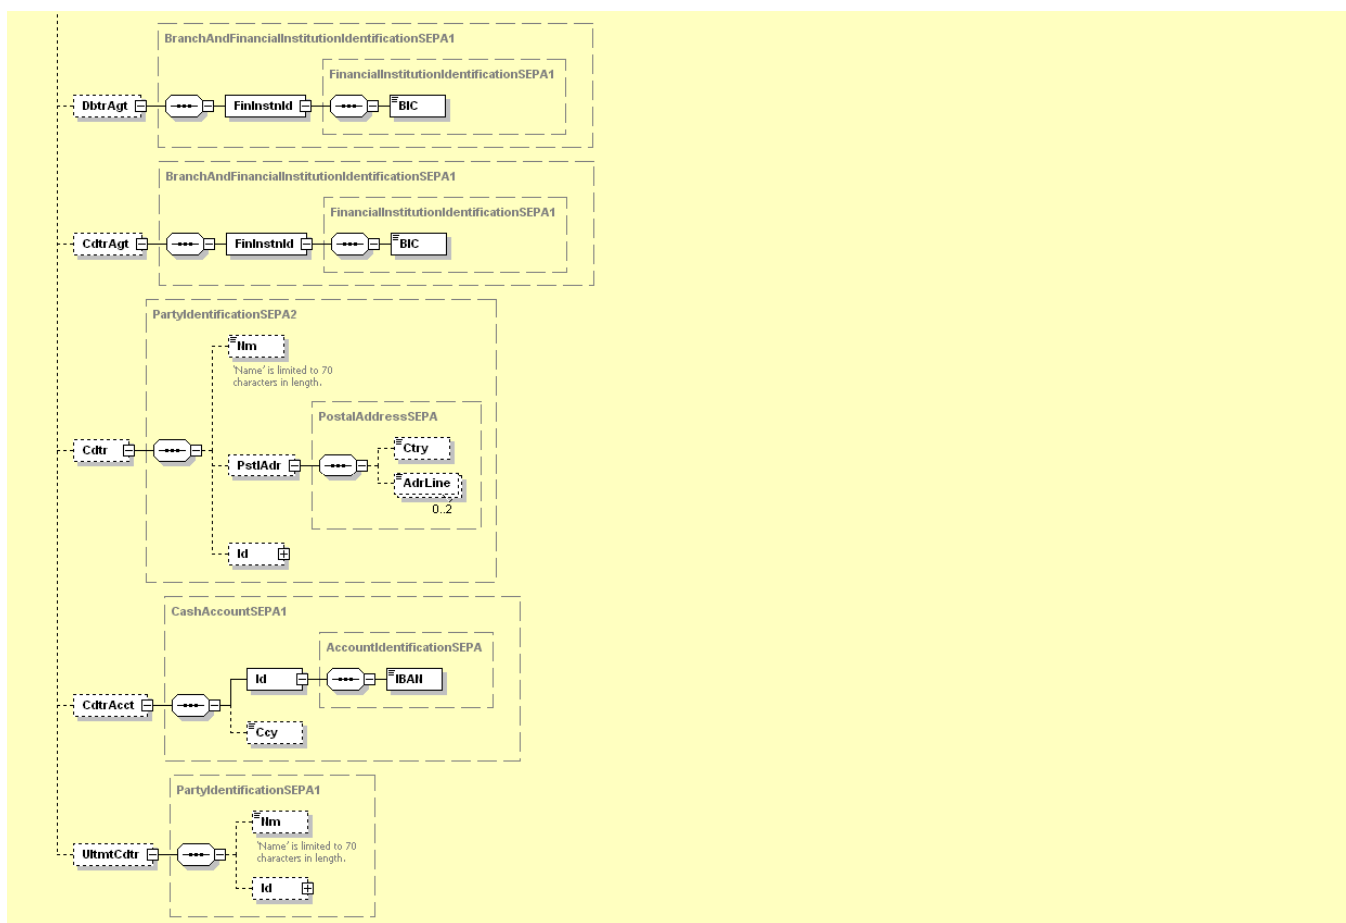 BranchAndFinancialInstitutionIdentificationSEPA1
FinancialInstitutionIdentificationSEPA1
DbtrAgt
FinInstnId
BIC
BranchAndFinancialInstitutionIdentificationSEPA1
FinancialInstitutionIdentificationSEPA1
CdtrAgt
FinInstnId
BIC
PartyIdentificationSEPA2
Nm
'Name' is limited to 70
characters in length.
PostalAddressSEPA
Ctry
Cdtr
PstlAdr
AdrLine
0..2
Id
CashAccountSEPA1
AccountIdentificationSEPA
Id
IBAN
CdtrAcct
Ccy
PartyIdentificationSEPA1
Nm
'Name' is limited to 70
characters in length.
UltmtCdtr
Id